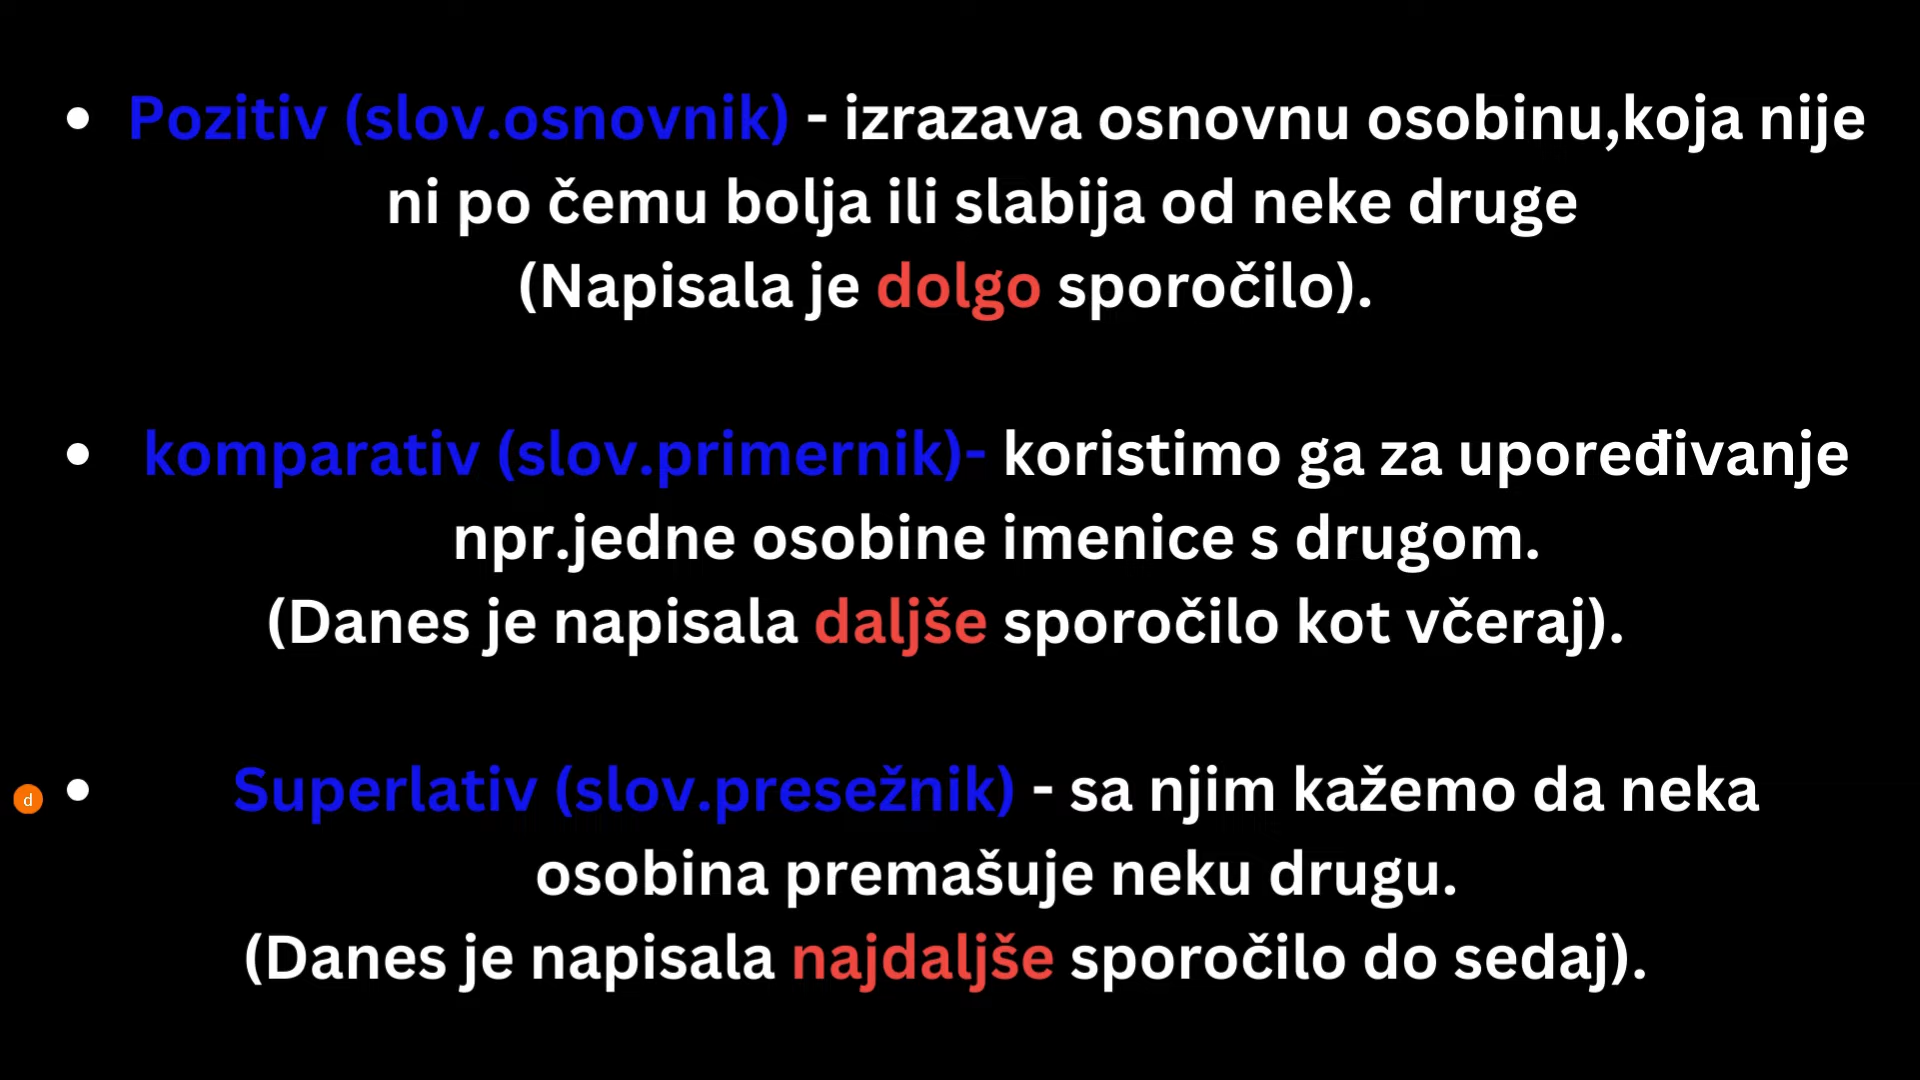 • Pozitiv (slov.osnovnik) - izrazava osnovnu osobinu,koja nije
ni po čemu bolja ili slabija od neke druge
(Napisala je dolgo sporočilo).
• komparativ (slov.primernik)- koristimo ga za upoređivanje
npr.jedne osobine imenice s drugom.
(Danes je napisala daljše sporočilo kot včeraj).
d
• Superlativ (slov.presežnik) - sa njim kažemo da neka
osobina premašuje neku drugu.
(Danes je napisala najdaljše sporočilo do sedaj).